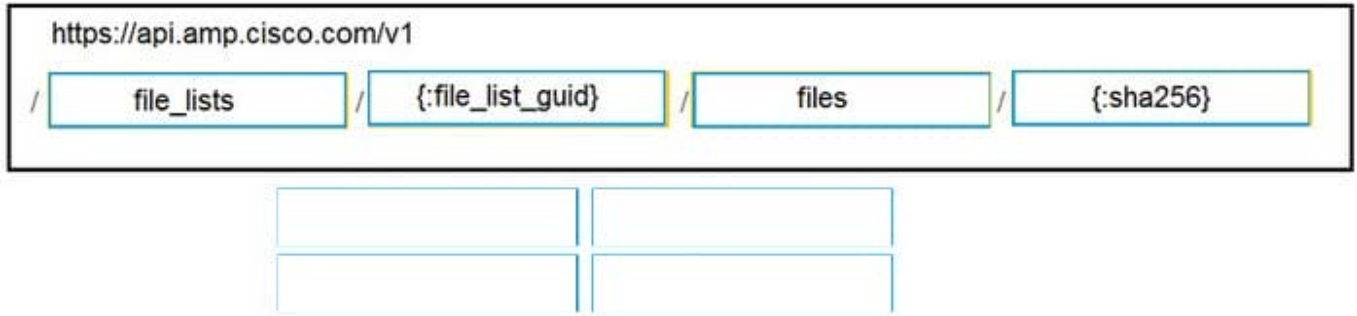 https://api.amp.cisco.com/v1
/ file_lists / {:file_list_guid} / files / {:sha256}